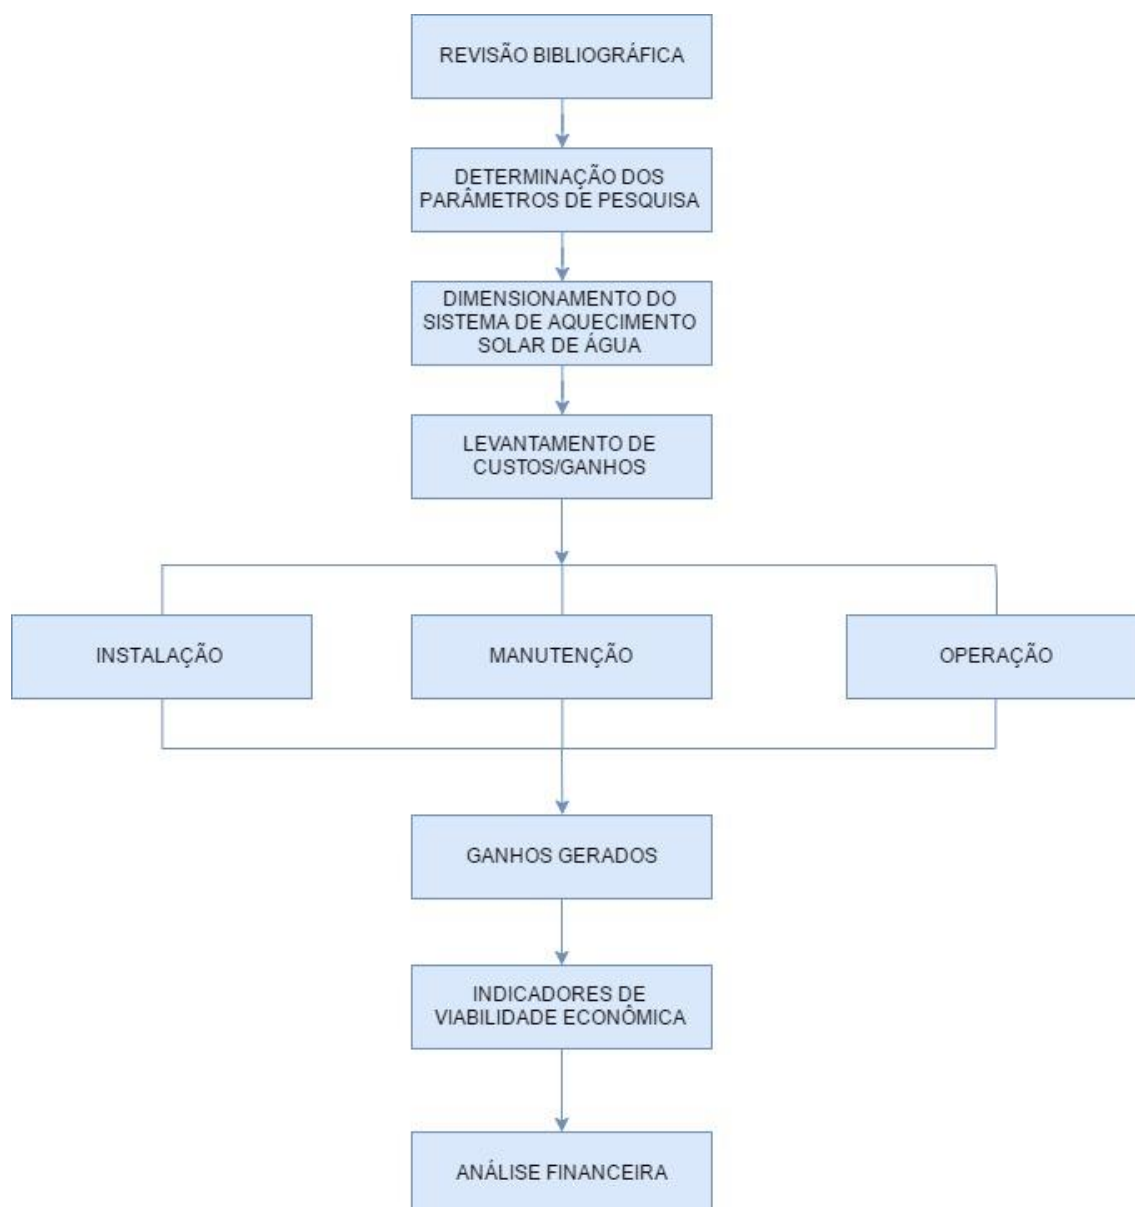 REVISÃO BIBLIOGRÁFICA
DETERMINAÇÃO DOS
PARÂMETROS DE PESQUISA
DIMENSIONAMENTO DO
SISTEMA DE AQUECIMENTO
SOLAR DE ÁGUA
LEVANTAMENTO DE
CUSTOS/GANHOS
INSTALAÇÃO
MANUTENÇÃO
OPERAÇÃO
GANHOS GERADOS
INDICADORES DE
VIABILIDADE ECONÔMICA
ANÁLISE FINANCEIRA